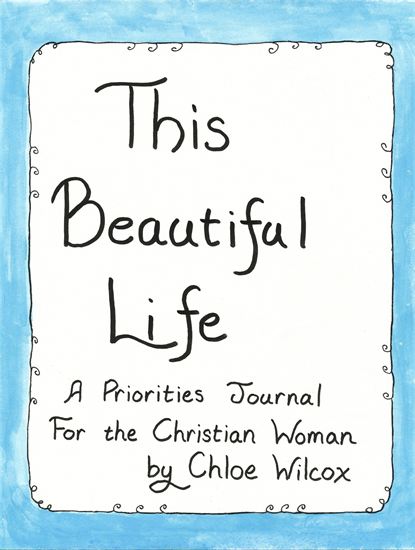 This
Beautiful
Life
A Priorities Journal
For the Christian Woman
by Chloe Wilcox